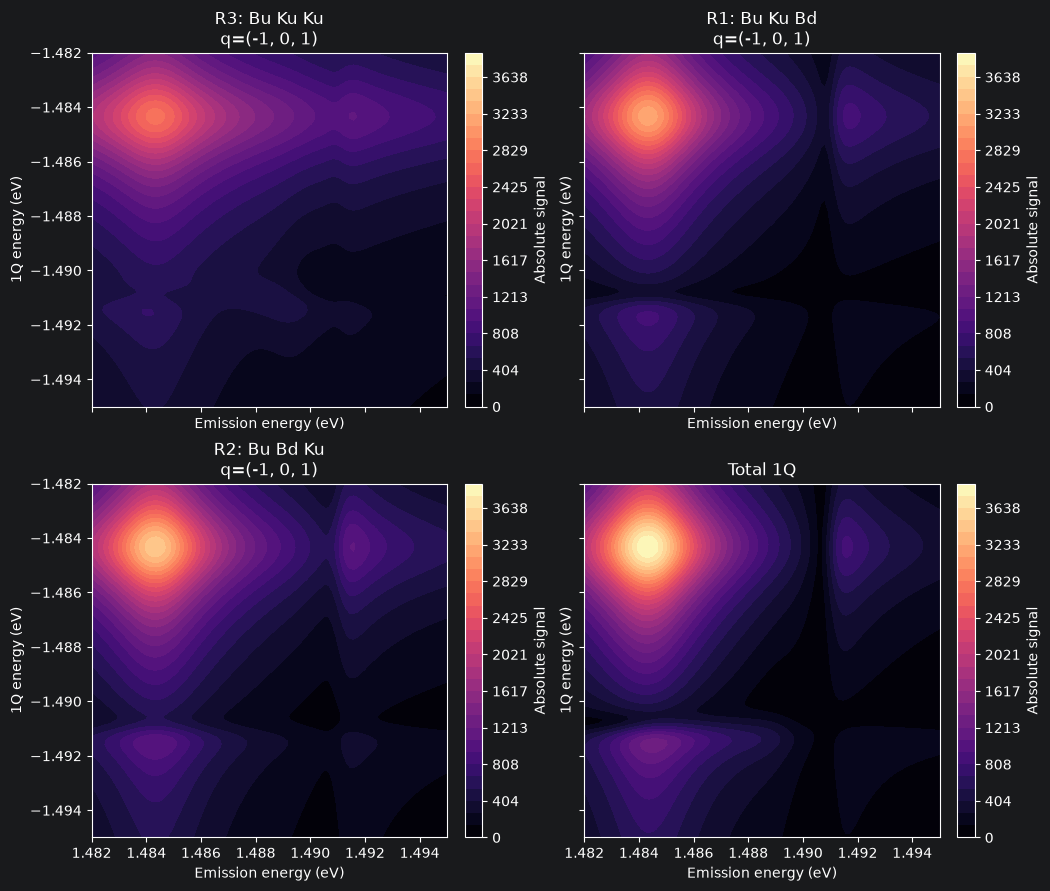 R3: Bu Ku Ku
q=(-1, 0, 1)
−1.482
−1.484
−1.486
−1.488
−1.490
−1.492
−1.494
1Q energy (eV)
Emission energy (eV)
3638
3233
2829
2425
2021
1617
1213
808
404
0
Absolute signal
R1: Bu Ku Bd
q=(-1, 0, 1)
1Q energy (eV)
Emission energy (eV)
3638
3233
2829
2425
2021
1617
1213
808
404
0
Absolute signal
R2: Bu Bd Ku
q=(-1, 0, 1)
−1.482
−1.484
−1.486
−1.488
−1.490
−1.492
−1.494
1Q energy (eV)
1.482 1.484 1.486 1.488 1.490 1.492 1.494
Emission energy (eV)
3638
3233
2829
2425
2021
1617
1213
808
404
0
Absolute signal
Total 1Q
1Q energy (eV)
1.482 1.484 1.486 1.488 1.490 1.492 1.494
Emission energy (eV)
3638
3233
2829
2425
2021
1617
1213
808
404
0
Absolute signal